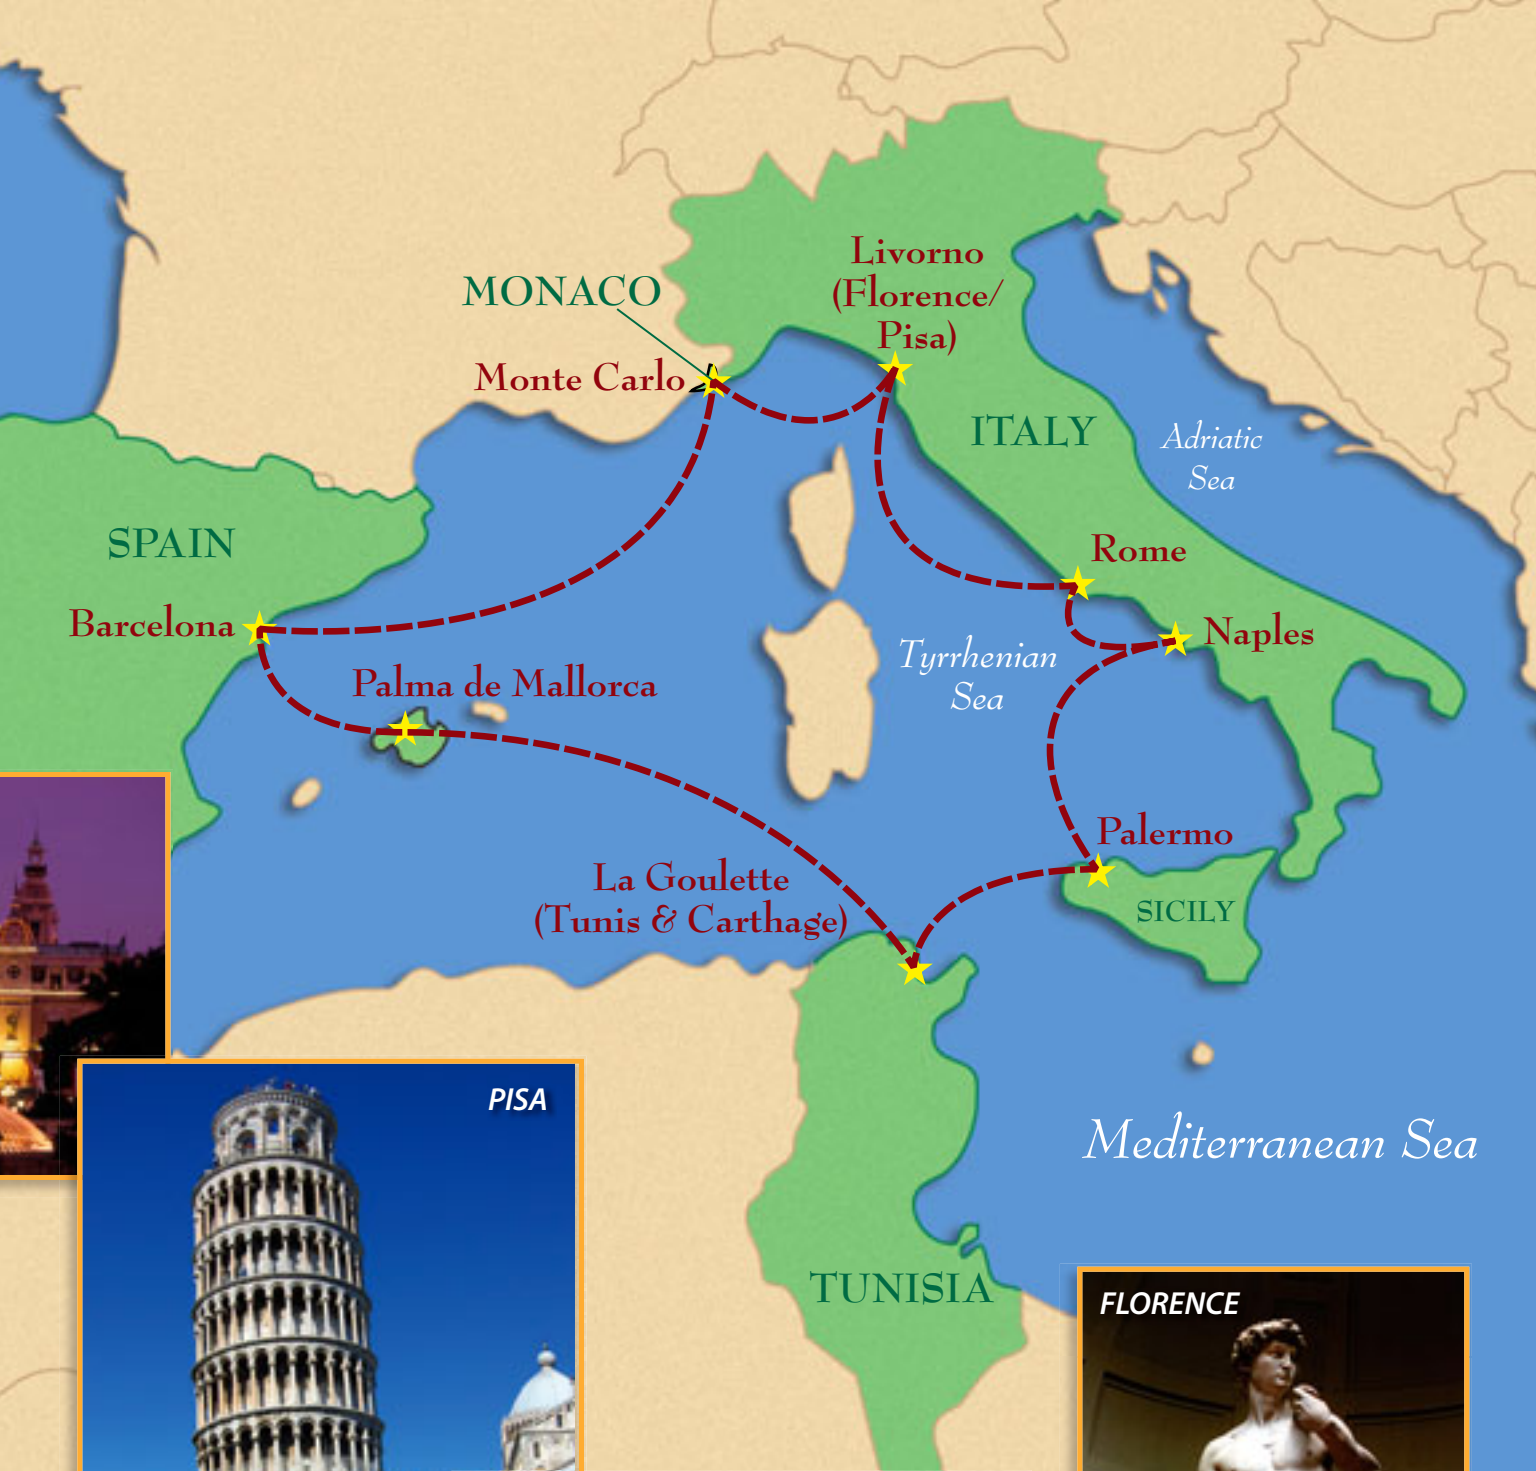 Livorno
(Florence/
Pisa)
MONACO
Monte Carlo
ITALY
Adriatic
Sea
SPAIN
Rome
Barcelona
Naples
Tyrrhenian
Sea
Palma de Mallorca
Palermo
La Goulette
(Tunis & Carthage)
SICILY
PISA
Mediterranean Sea
TUNISIA
FLORENCE